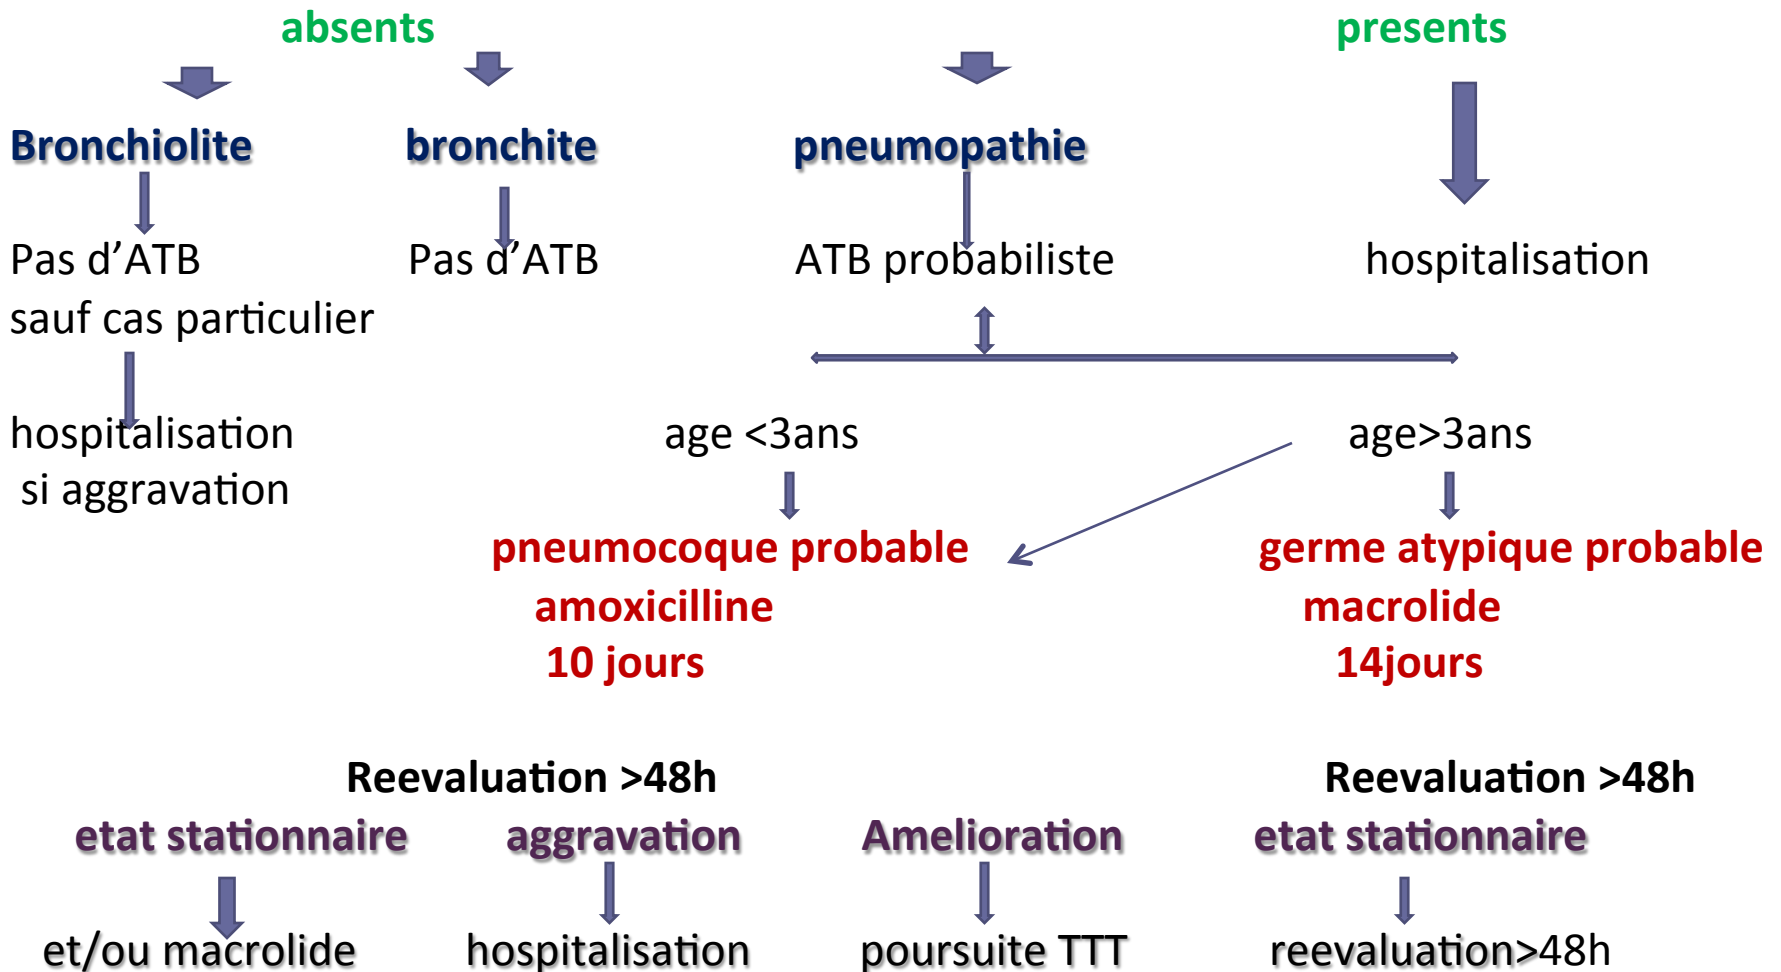 absents presents
Bronchiolite bronchite pneumopathie
Pas d’ATB Pas d’ATB ATB probabiliste hospitalisation
sauf cas particulier
hospitalisation age <3ans age>3ans
si aggravation
pneumocoque probable germe atypique probable
amoxicilline macrolide
10 jours 14jours
Reevaluation >48h Reevaluation >48h
etat stationnaire aggravation Amelioration etat stationnaire
et/ou macrolide hospitalisation poursuite TTT reevaluation>48h